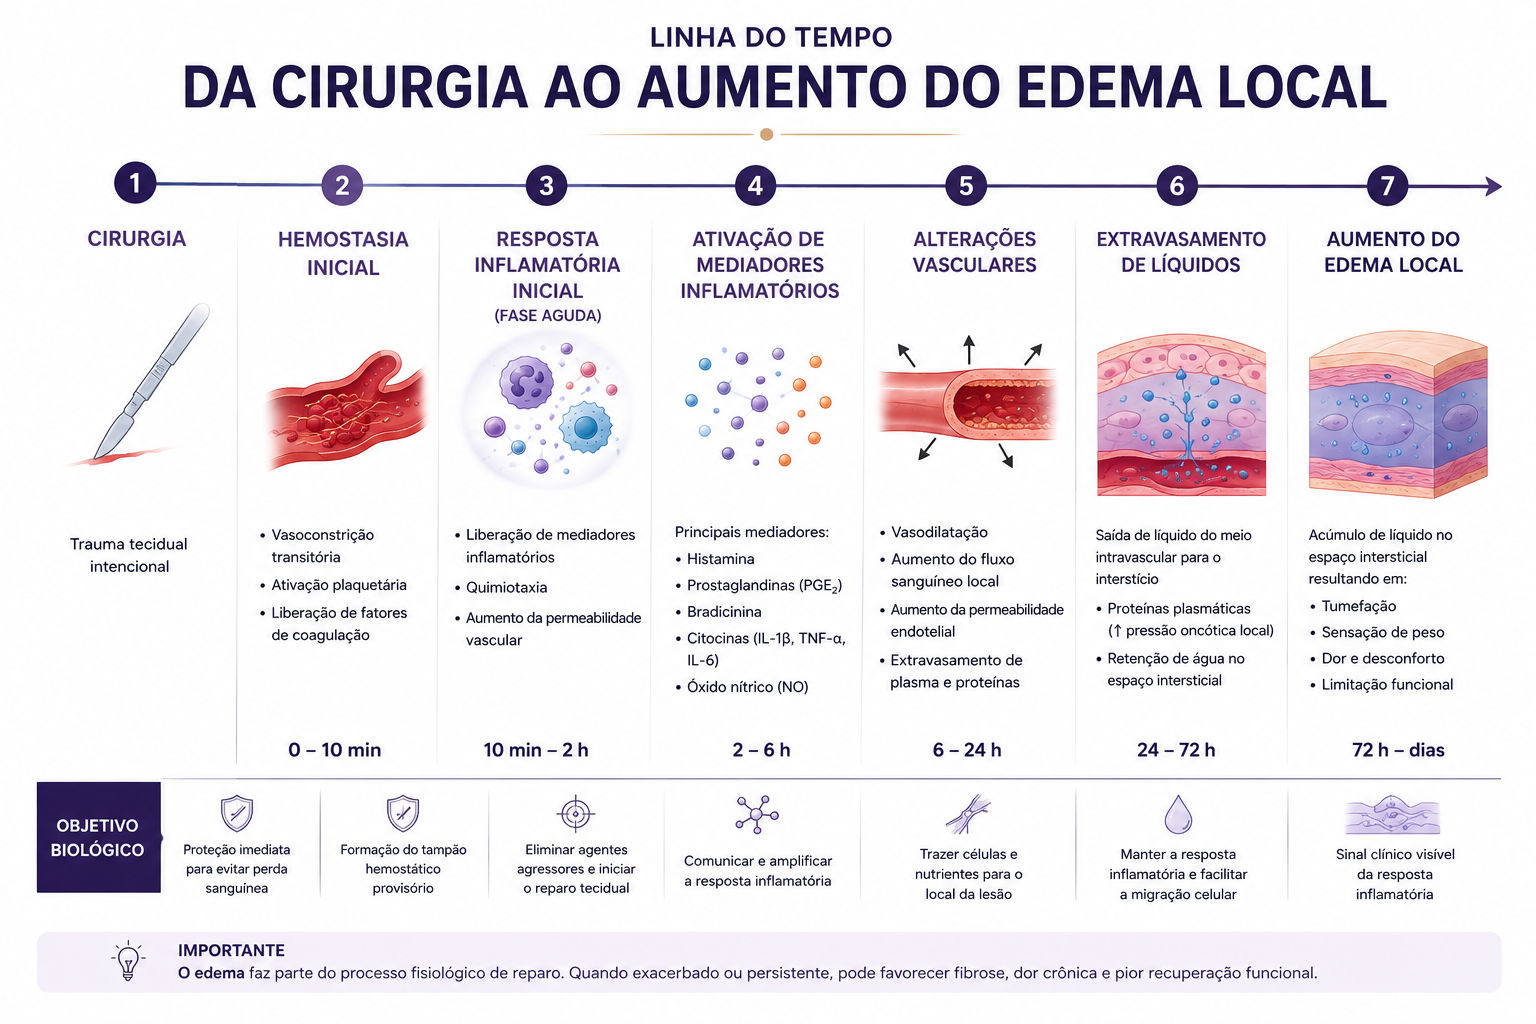 LINHA DO TEMPO
DA CIRURGIA AO AUMENTO DO EDEMA LOCAL
1
2
3
4
5
6
7
CIRURGIA
Trauma tecidual
intencional
HEMOSTASIA
INICIAL
• Vasoconstrição
transitória
• Ativação plaquetária
• Liberação de fatores
de coagulação
0 – 10 min
RESPOSTA
INFLAMATÓRIA
INICIAL
(FASE AGUDA)
• Liberação de mediadores
inflamatórios
• Quimiotaxia
• Aumento da permeabilidade
vascular
10 min – 2 h
ATIVAÇÃO DE
MEDIADORES
INFLAMATÓRIOS
Principais mediadores:
• Histamina
• Prostaglandinas (PGE₂)
• Bradicinina
• Citocinas (IL-1β, TNF-α,
IL-6)
• Óxido nítrico (NO)
2 – 6 h
ALTERAÇÕES
VASCULARES
• Vasodilatação
• Aumento do fluxo
sanguíneo local
• Aumento da permeabilidade
endotelial
• Extravasamento de
plasma e proteínas
6 – 24 h
EXTRAVASAMENTO
DE LÍQUIDOS
Saída de líquido do meio
intravascular para o
interstício
• Proteínas plasmáticas
(↑ pressão oncótica local)
• Retenção de água no
espaço intersticial
24 – 72 h
AUMENTO DO
EDEMA LOCAL
Acúmulo de líquido no
espaço intersticial
resultando em:
• Tumefação
• Sensação de peso
• Dor e desconforto
• Limitação funcional
72 h – dias
OBJETIVO
BIOLÓGICO
Proteção imediata
para evitar perda
sanguínea
Formação do tampão
hemostático
provisório
Eliminar agentes
agressores e iniciar
o reparo tecidual
Comunicar e amplificar
a resposta inflamatória
Trazer células e
nutrientes para o
local da lesão
Manter a resposta
inflamatória e facilitar
a migração celular
Sinal clínico visível
da resposta
inflamatória
IMPORTANTE
O edema faz parte do processo fisiológico de reparo. Quando exacerbado ou persistente, pode favorecer fibrose, dor crônica e pior recuperação funcional.